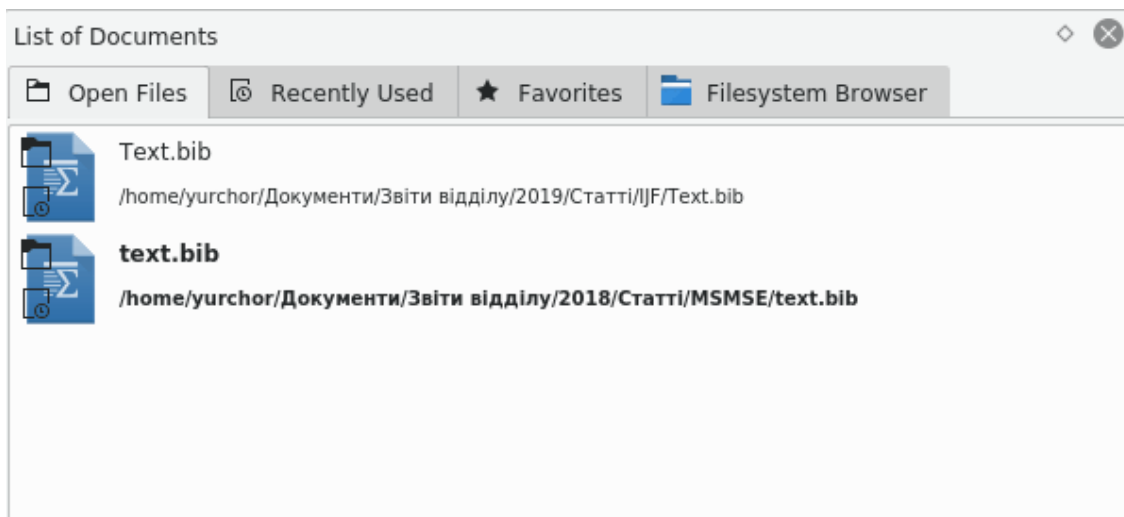 List of Documents
Open Files Recently Used Favorites Filesystem Browser
Text.bib
/home/yurchor/Документи/Звіти відділу/2019/Статті/IJF/Text.bib
text.bib
/home/yurchor/Документи/Звіти відділу/2018/Статті/MSMSE/text.bib